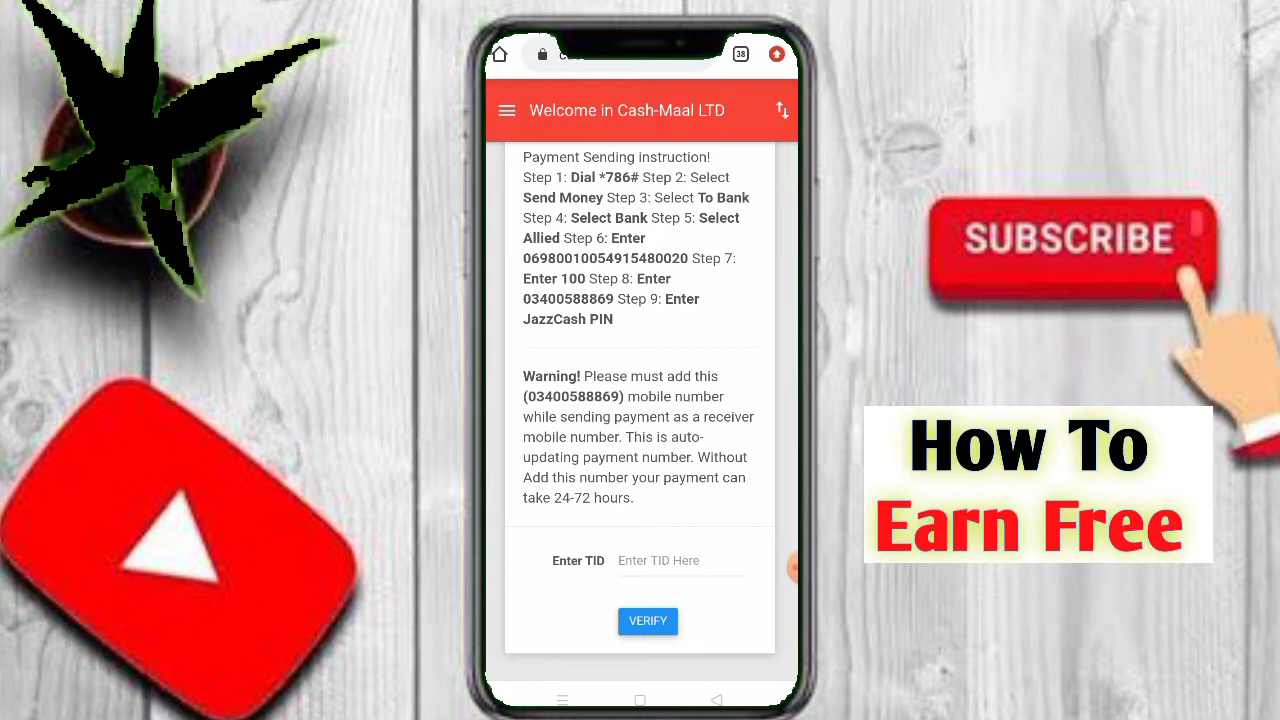 38
Welcome in Cash-Maal LTD
Payment Sending instruction!
Step 1: Dial *786# Step 2: Select
Send Money Step 3: Select To Bank
Step 4: Select Bank Step 5: Select
Allied Step 6: Enter
06980010054915480020 Step 7:
Enter 100 Step 8: Enter
03400588869 Step 9: Enter
JazzCash PIN
Warning! Please must add this
(03400588869) mobile number
while sending payment as a receiver
mobile number. This is auto-
updating payment number. Without
Add this number your payment can
take 24-72 hours.
Enter TID Enter TID Here
VERIFY
SUBSCRIBE
How To
Earn Free